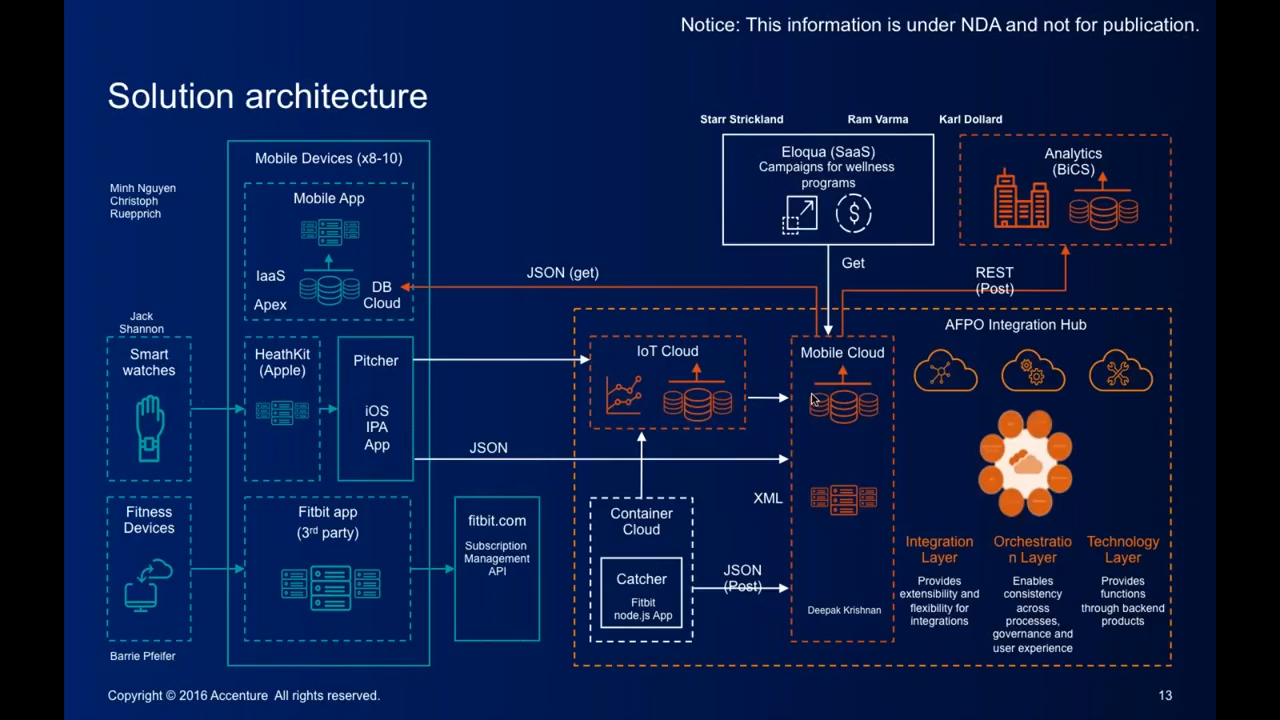 Notice: This information is under NDA and not for publication.
Solution architecture
Starr Strickland
Ram Varma
Karl Dollard
Mobile Devices (x8-10)
Minh Nguyen
Christoph
Ruepprich
Mobile App
IaaS
Apex
DB
Cloud
Eloqua (SaaS)
Campaigns for wellness
programs
Analytics
(BiCS)
JSON (get)
Get
REST
(Post)
Jack
Shannon
Smart
watches
HeathKit
(Apple)
Pitcher
iOS
IPA
App
AFPO Integration Hub
IoT Cloud
Mobile Cloud
JSON
XML
Fitness
Devices
Fitbit app
(3rd party)
fitbit.com
Subscription
Management
API
Container
Cloud
Catcher
Fitbit
node.js App
JSON
(Post)
Deepak Krishnan
Integration
Layer
Provides
extensibility and
flexibility for
integrations
Orchestratio
n Layer
Enables
consistency
across
processes,
governance and
user experience
Technology
Layer
Provides
functions
through backend
products
Barrie Pfeifer
Copyright © 2016 Accenture All rights reserved.
13